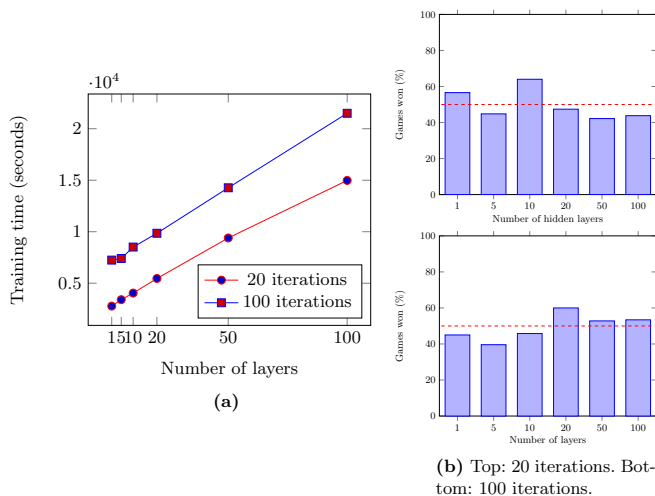 ·10⁴
2
1.5
1
0.5
Training time (seconds)
1 5 10 20 50 100
Number of layers
20 iterations
100 iterations
(a)
100
80
60
40
20
0
Games won (%)
1 5 10 20 50 100
Number of hidden layers
100
80
60
40
20
0
Games won (%)
1 5 10 20 50 100
Number of layers
(b) Top: 20 iterations. Bot-
tom: 100 iterations.